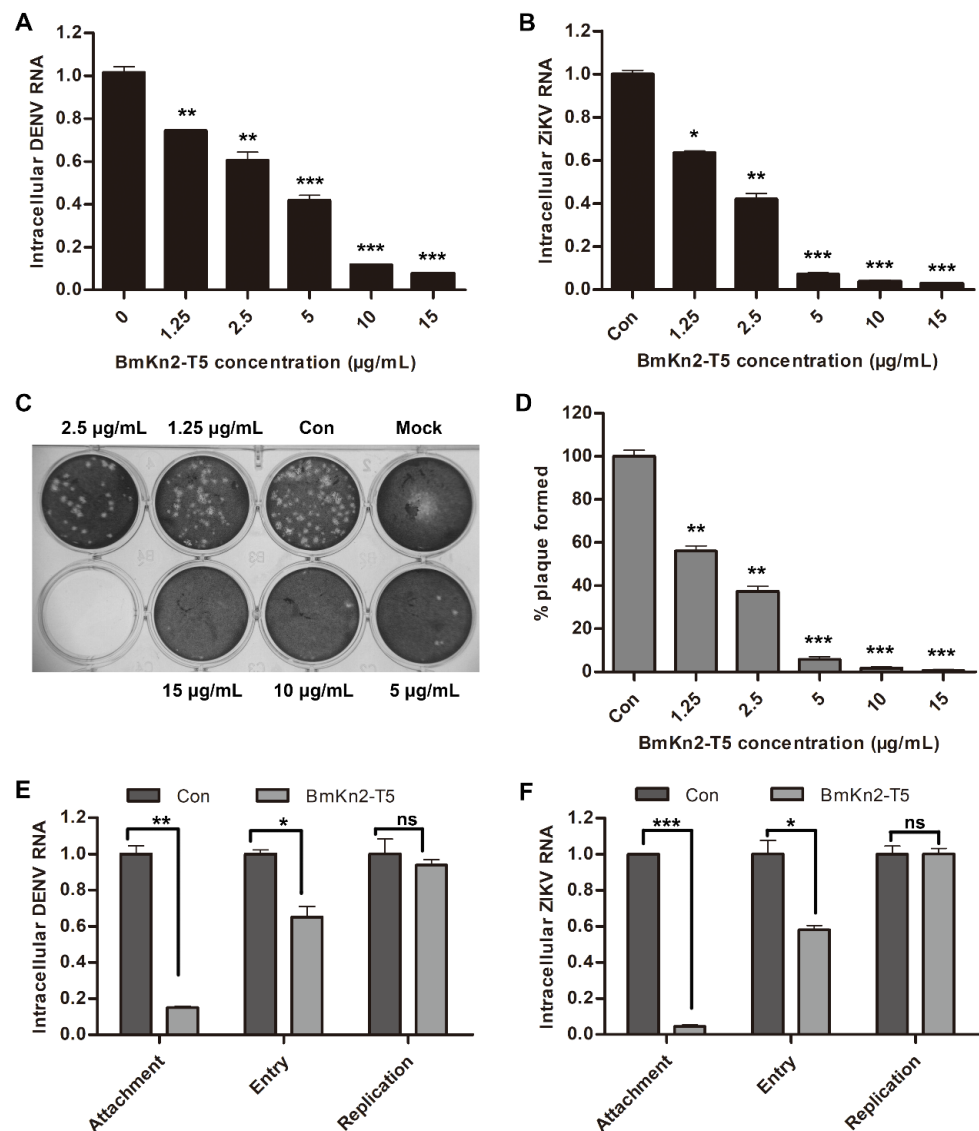 A
Intracellular DENV RNA
1.2
1.0
0.8
0.6
0.4
0.2
0.0
**
**
***
***
***
0
1.25
2.5
5
10
15
BmKn2-T5 concentration (µg/mL)
B
Intracellular ZiKV RNA
1.2
1.0
0.8
0.6
0.4
0.2
0.0
*
**
***
***
***
Con
1.25
2.5
5
10
15
BmKn2-T5 concentration (µg/mL)
C
2.5 µg/mL 1.25 µg/mL Con Mock
15 µg/mL 10 µg/mL 5 µg/mL
D
% plaque formed
120
100
80
60
40
20
0
**
**
***
***
***
Con
1.25
2.5
5
10
15
BmKn2-T5 concentration (µg/mL)
E
Con BmKn2-T5
Intracellular DENV RNA
1.2
1.0
0.8
0.6
0.4
0.2
0.0
**
*
ns
Attachment
Entry
Replication
F
Con BmKn2-T5
Intracellular ZIKV RNA
1.2
1.0
0.8
0.6
0.4
0.2
0.0
***
*
ns
Attachment
Entry
Replication